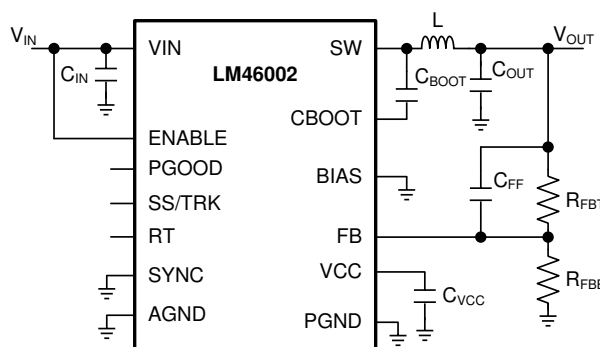 V_IN
C_IN
VIN
ENABLE
PGOOD
SS/TRK
RT
SYNC
AGND
LM46002
SW
CBOOT
BIAS
FB
VCC
PGND
L
V_OUT
C_BOOT
C_OUT
C_FF
R_FBT
R_FBB
C_VCC